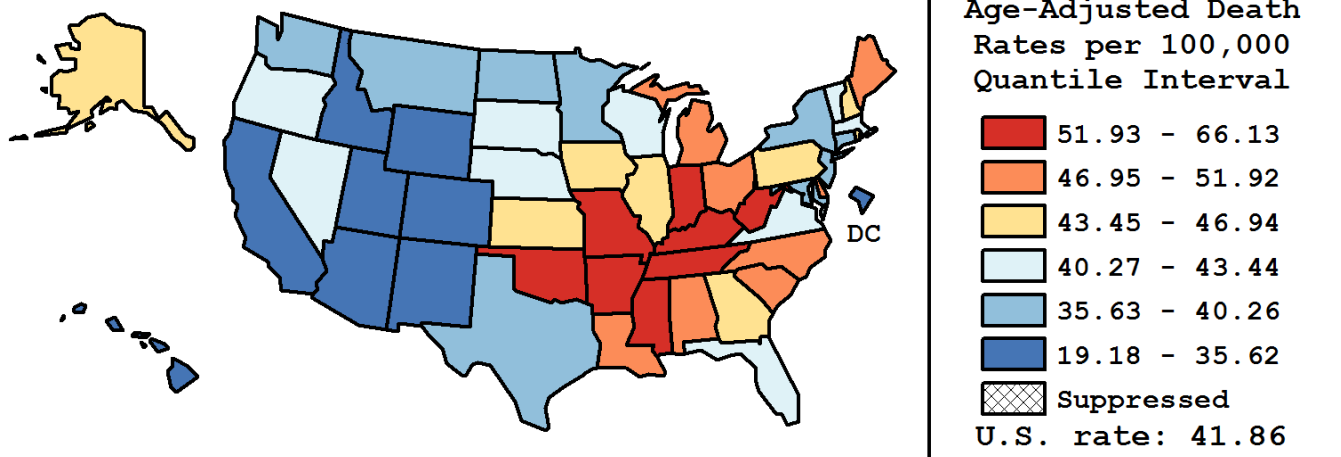 Age-Adjusted Death
Rates per 100,000
Quantile Interval
51.93 - 66.13
46.95 - 51.92
43.45 - 46.94
40.27 - 43.44
35.63 - 40.26
19.18 - 35.62
Suppressed
U.S. rate: 41.86
DC